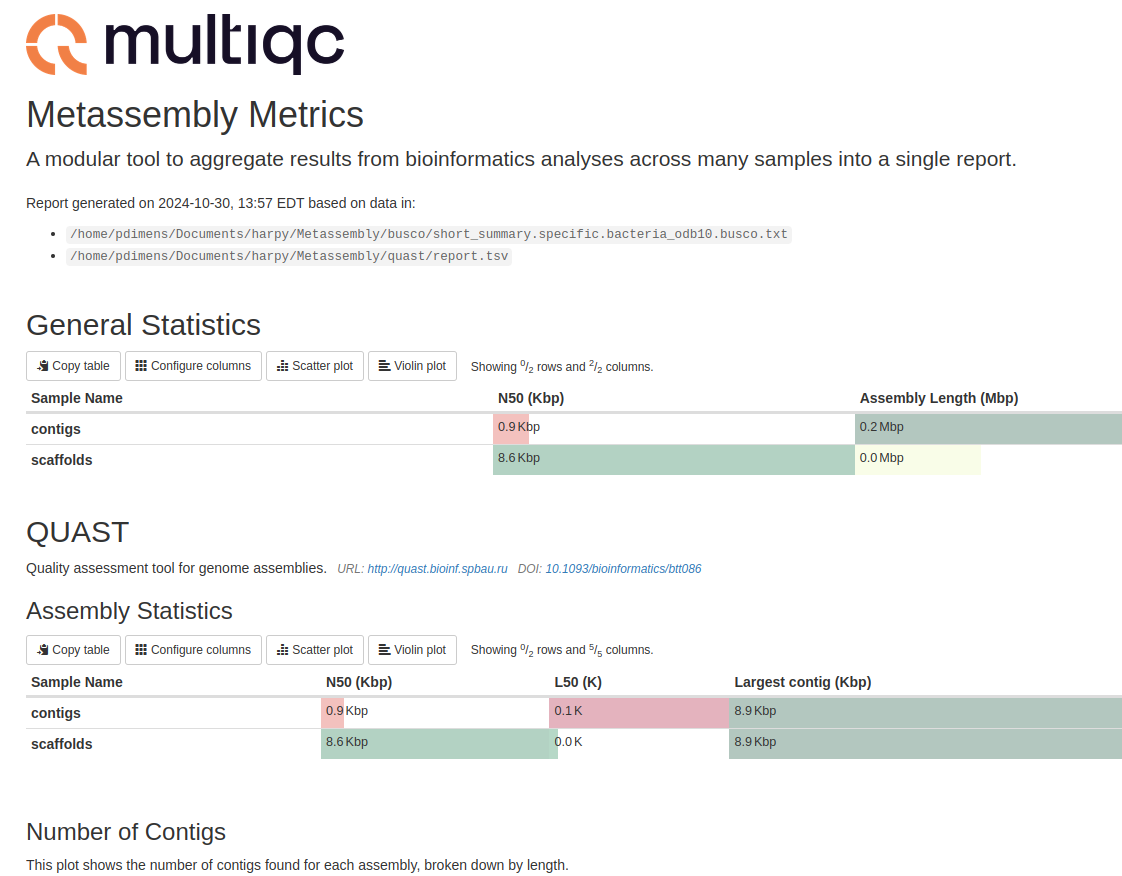 multiqc
Metassembly Metrics
A modular tool to aggregate results from bioinformatics analyses across many samples into a single report.
Report generated on 2024-10-30, 13:57 EDT based on data in:
• /home/pdimens/Documents/harpy/Metassembly/busco/short_summary.specific.bacteria_odb10.busco.txt
• /home/pdimens/Documents/harpy/Metassembly/quast/report.tsv
General Statistics
Copy table Configure columns Scatter plot Violin plot Showing 0/2 rows and 2/2 columns.
Sample Name N50 (Kbp) Assembly Length (Mbp)
contigs 0.9 Kbp 0.2 Mbp
scaffolds 8.6 Kbp 0.0 Mbp
QUAST
Quality assessment tool for genome assemblies. URL: http://quast.bioinf.spbau.ru DOI: 10.1093/bioinformatics/btt086
Assembly Statistics
Copy table Configure columns Scatter plot Violin plot Showing 0/2 rows and 5/5 columns.
Sample Name N50 (Kbp) L50 (K) Largest contig (Kbp)
contigs 0.9 Kbp 0.1 K 8.9 Kbp
scaffolds 8.6 Kbp 0.0 K 8.9 Kbp
Number of Contigs
This plot shows the number of contigs found for each assembly, broken down by length.